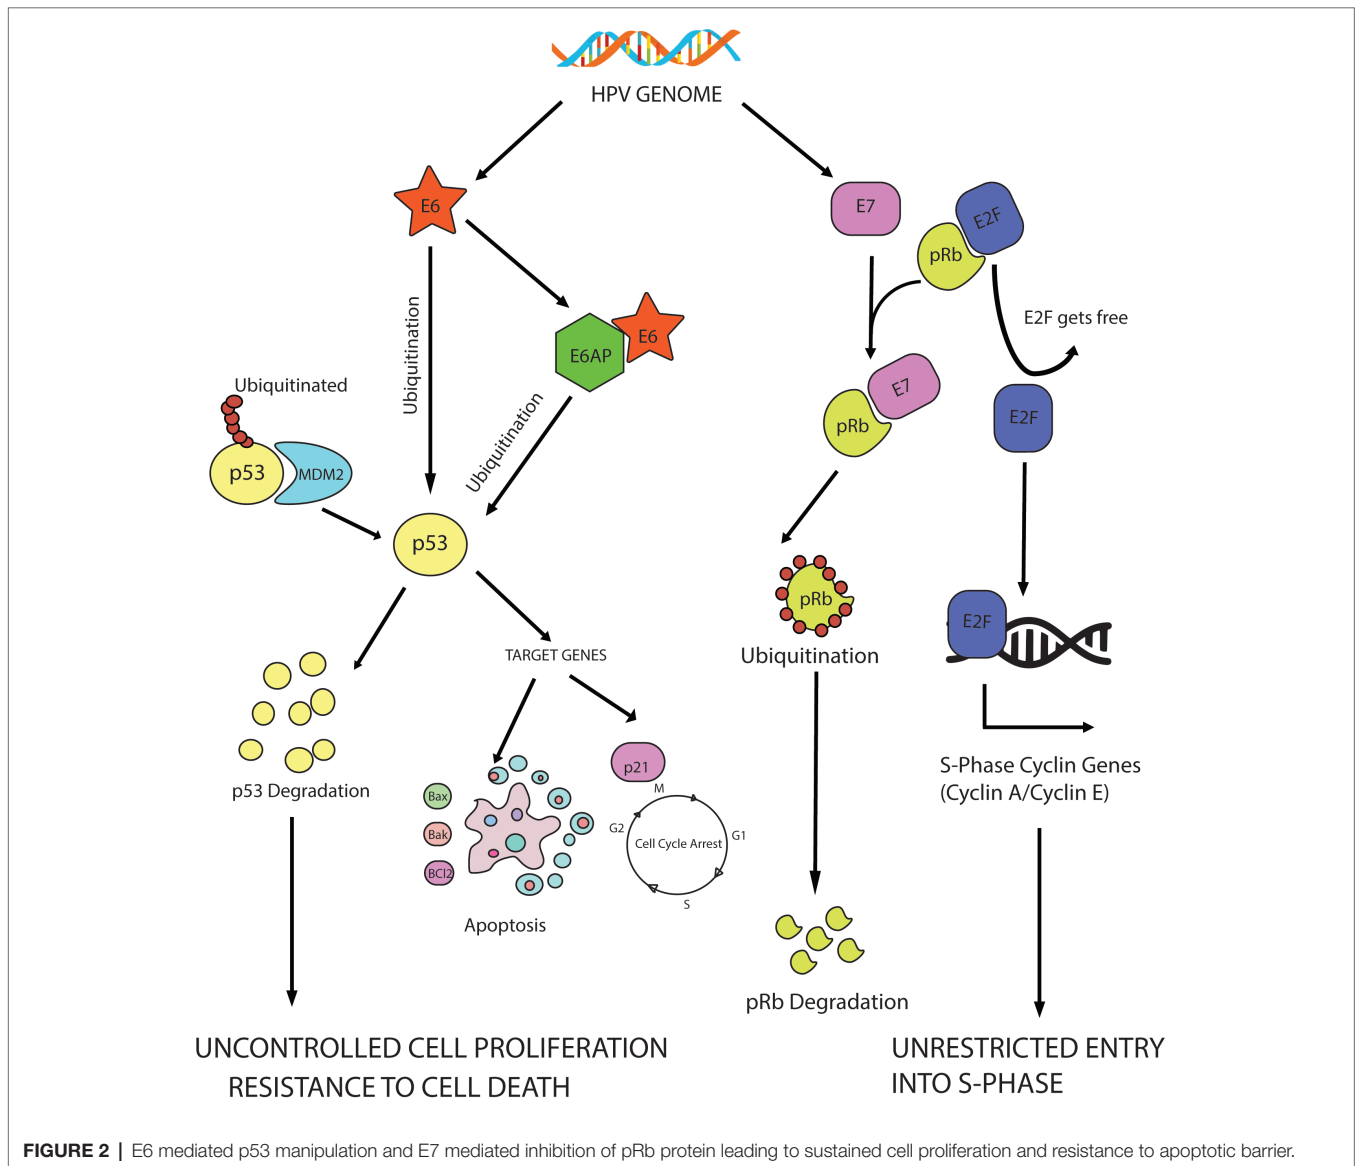 HPV GENOME
E6
E7
E2F
pRb
Ubiquitination
E6AP
E6
E2F gets free
Ubiquitinated
p53
MDM2
Ubiquitination
pRb
E7
E2F
p53
pRb
Ubiquitination
E2F
TARGET GENES
p53 Degradation
Bax
Bak
BCl2
Apoptosis
p21
M
G2
G1
Cell Cycle Arrest
S
S-Phase Cyclin Genes
(Cyclin A/Cyclin E)
pRb Degradation
UNCONTROLLED CELL PROLIFERATION
RESISTANCE TO CELL DEATH
UNRESTRICTED ENTRY
INTO S-PHASE
FIGURE 2 | E6 mediated p53 manipulation and E7 mediated inhibition of pRb protein leading to sustained cell proliferation and resistance to apoptotic barrier.